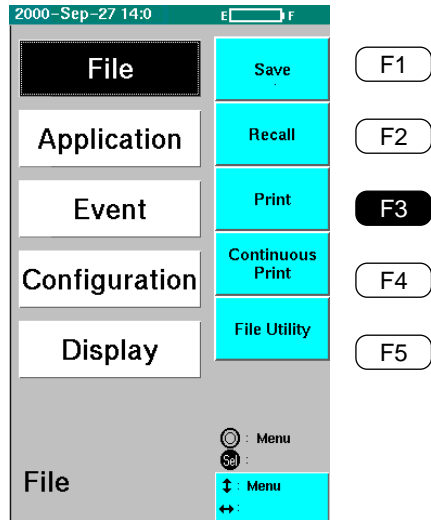 2000-Sep-27 14:0
E F
File
Save
F1
Application
Recall
F2
Event
Print
F3
Configuration
Continuous
Print
F4
Display
File Utility
F5
: Menu
Sel :
File
↕ : Menu
↔ :